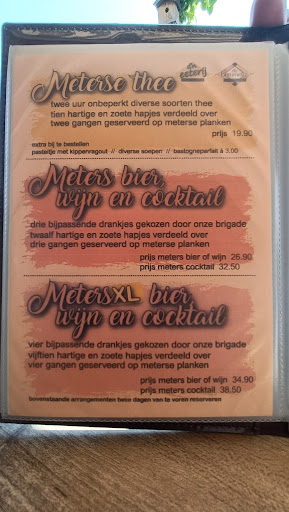 de
eeterij
Meterse thee
twee uur onbeperkt diverse soorten thee
tien hartige en zoete hapjes verdeeld over
twee gangen geserveerd op meterse planken
prijs 19.90
extra bij te bestellen
pasteitje met kippenragout // diverse soepen // bastogneparfait à 3.00
Meters bier,
wijn en cocktail
drie bijpassende drankjes gekozen door onze brigade
twaalf hartige en zoete hapjes verdeeld over
drie gangen geserveerd op meterse planken
prijs meters bier of wijn 26.90
prijs meters cocktail 32.50
MetersXL bier,
wijn en cocktail
vier bijpassende drankjes gekozen door onze brigade
vijftien hartige en zoete hapjes verdeeld over
vier gangen geserveerd op meterse planken
prijs meters bier of wijn 34.90
prijs meters cocktail 38.50
bovenstaande arrangementen twee dagen van te voren reserveren